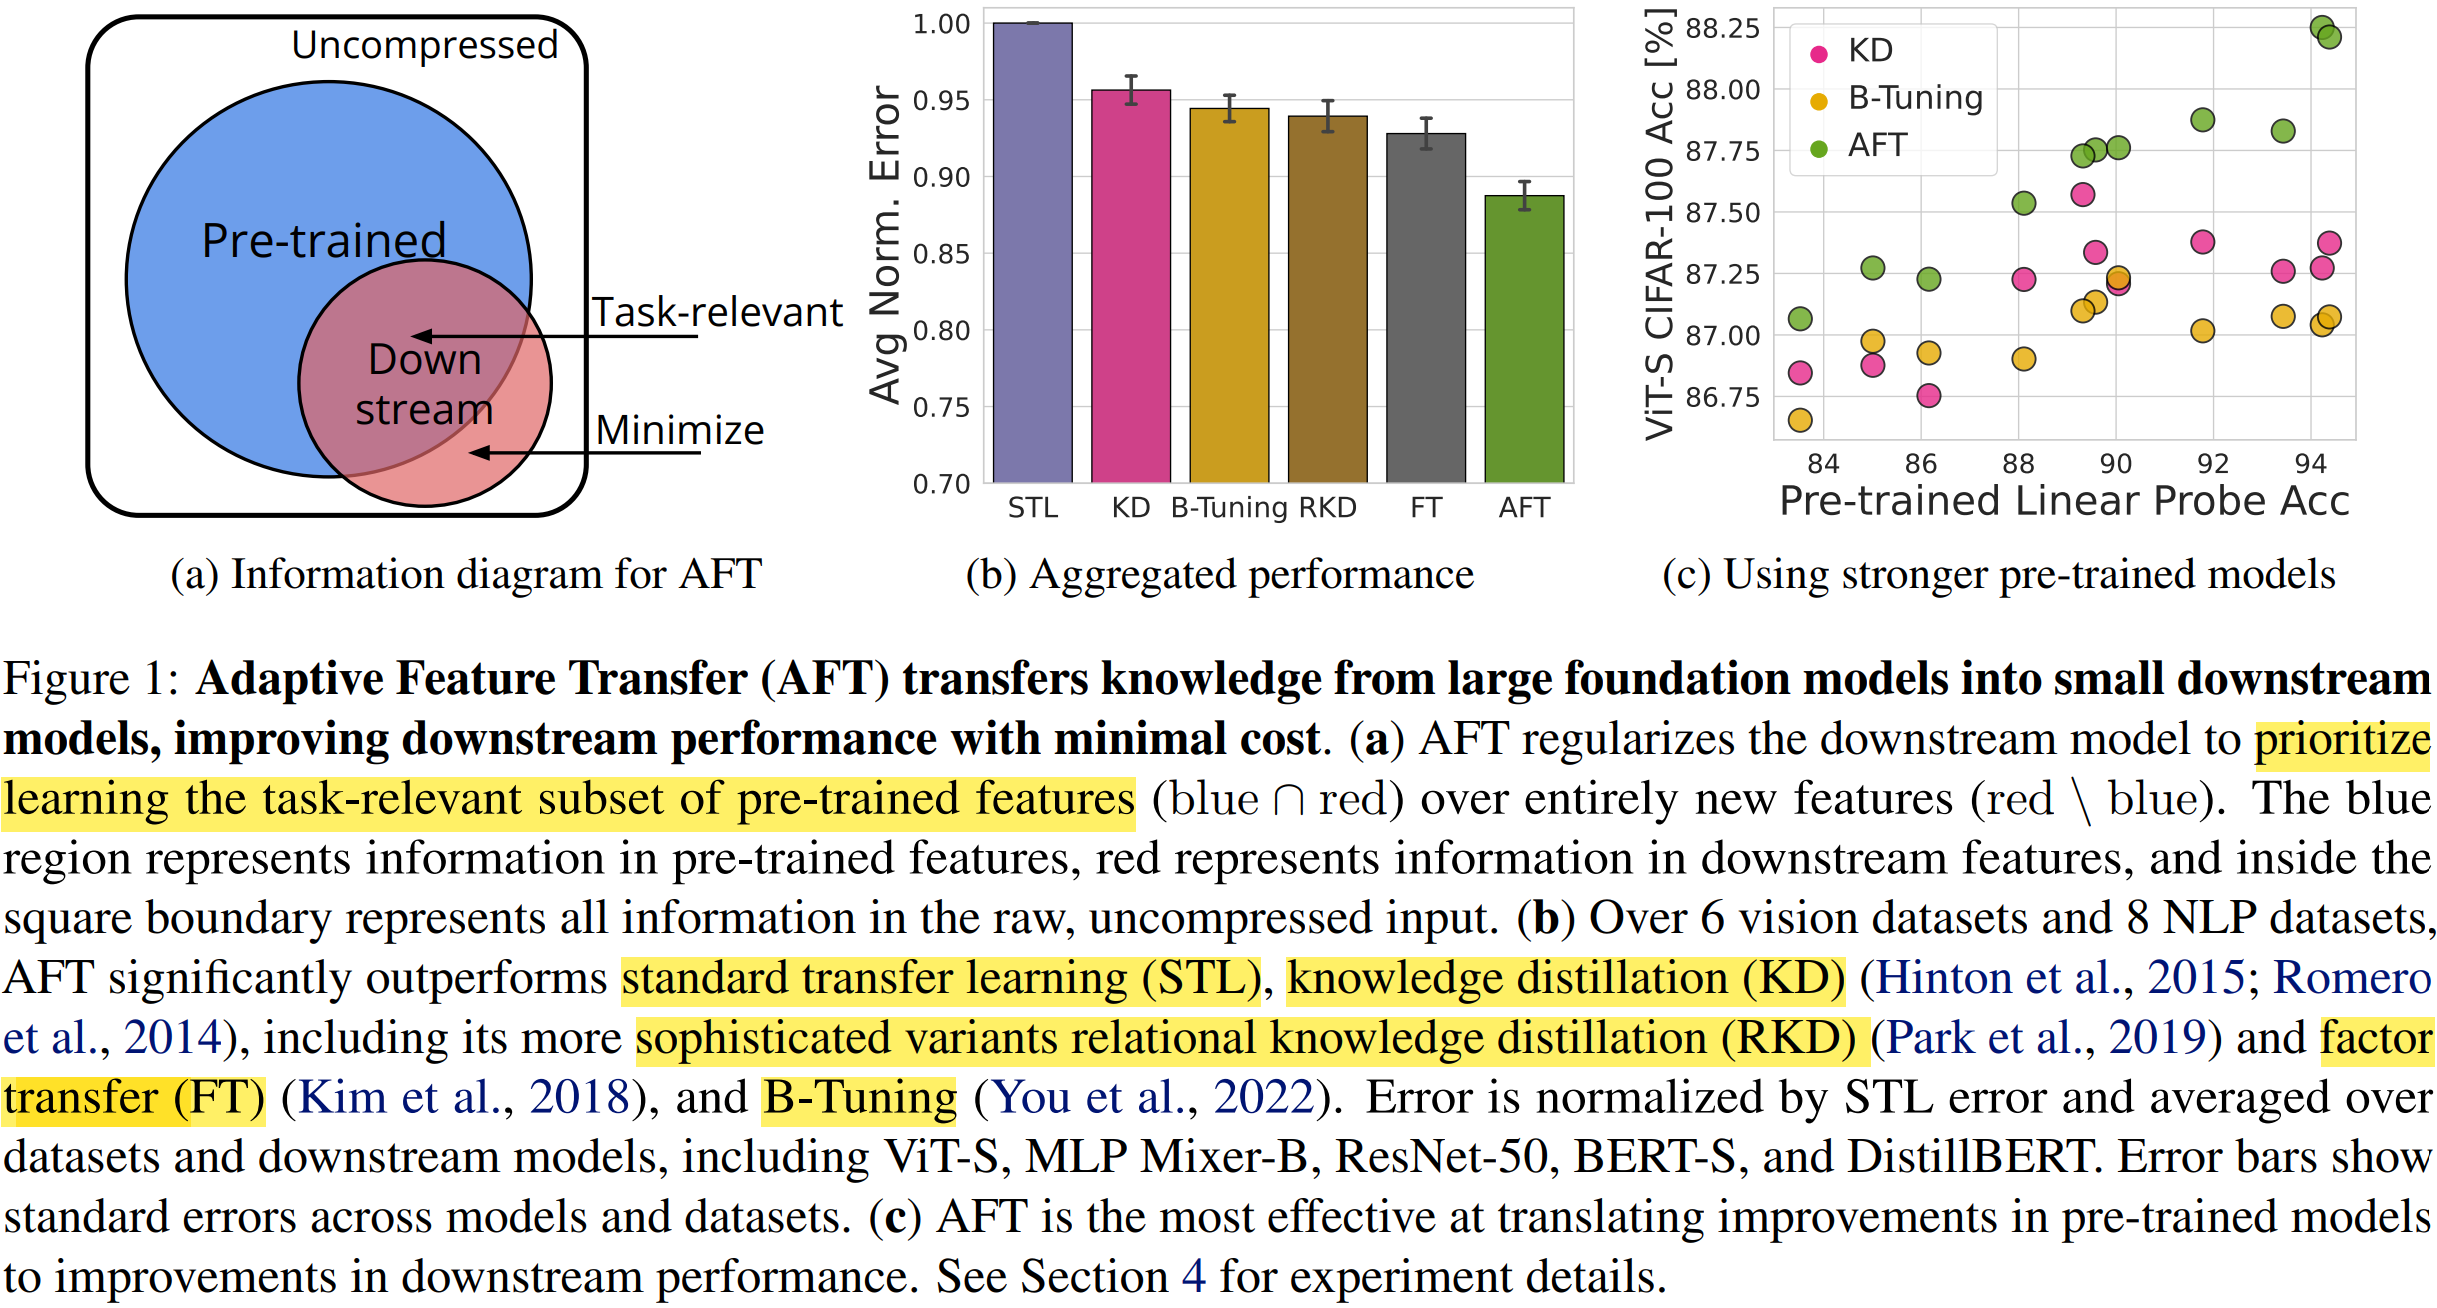 Uncompressed
Pre-trained
Task-relevant
Down
stream
Minimize
(a) Information diagram for AFT
Avg Norm. Error
1.00
0.95
0.90
0.85
0.80
0.75
0.70
STL KD B-Tuning RKD FT AFT
(b) Aggregated performance
ViT-S CIFAR-100 Acc [%]
88.25
88.00
87.75
87.50
87.25
87.00
86.75
KD
B-Tuning
AFT
84 86 88 90 92 94
Pre-trained Linear Probe Acc
(c) Using stronger pre-trained models
Figure 1: Adaptive Feature Transfer (AFT) transfers knowledge from large foundation models into small downstream
models, improving downstream performance with minimal cost. (a) AFT regularizes the downstream model to prioritize
learning the task-relevant subset of pre-trained features (blue ∩ red) over entirely new features (red \ blue). The blue
region represents information in pre-trained features, red represents information in downstream features, and inside the
square boundary represents all information in the raw, uncompressed input. (b) Over 6 vision datasets and 8 NLP datasets,
AFT significantly outperforms standard transfer learning (STL), knowledge distillation (KD) (Hinton et al., 2015; Romero
et al., 2014), including its more sophisticated variants relational knowledge distillation (RKD) (Park et al., 2019) and factor
transfer (FT) (Kim et al., 2018), and B-Tuning (You et al., 2022). Error is normalized by STL error and averaged over
datasets and downstream models, including ViT-S, MLP Mixer-B, ResNet-50, BERT-S, and DistillBERT. Error bars show
standard errors across models and datasets. (c) AFT is the most effective at translating improvements in pre-trained models
to improvements in downstream performance. See Section 4 for experiment details.